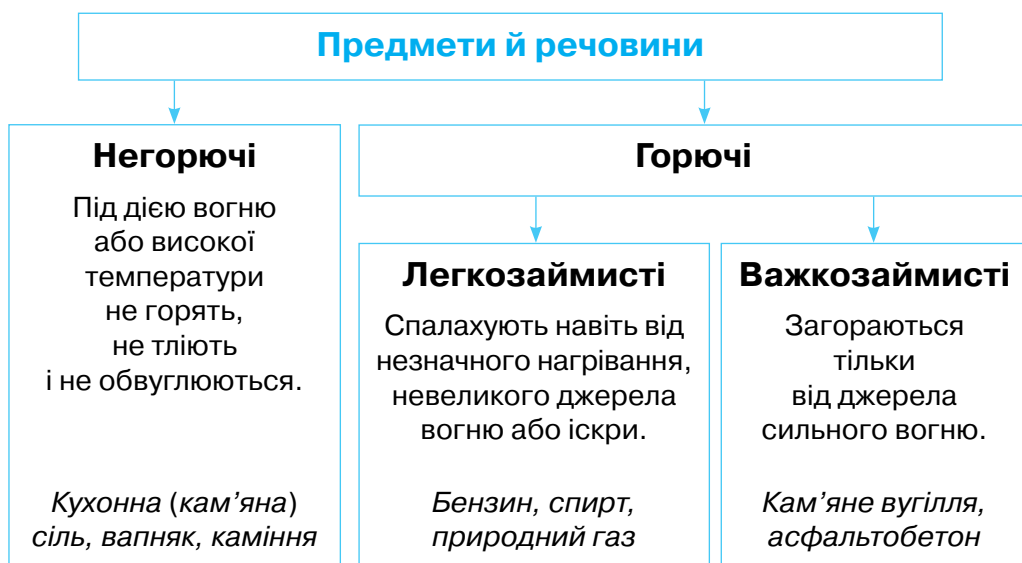 Предмети й речовини
Негорючі
Під дією вогню
або високої
температури
не горять,
не тліють
і не обвуглюються.
Кухонна (кам’яна)
сіль, вапняк, каміння
Горючі
Легкозаймисті
Спалахують навіть від
незначного нагрівання,
невеликого джерела
вогню або іскри.
Бензин, спирт,
природний газ
Важкозаймисті
Загораються
тільки
від джерела
сильного вогню.
Кам’яне вугілля,
асфальтобетон